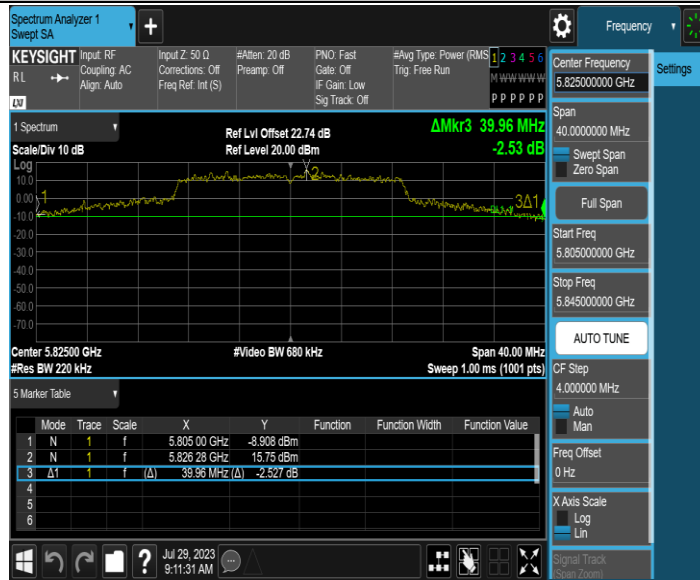 Spectrum Analyzer 1
Swept SA
+
Frequency
KEYSIGHT Input: RF Input Z: 50 Ω #Atten: 20 dB PNO: Fast #Avg Type: Power (RMS 1 2 3 4 5 6
RL Coupling: AC Corrections: Off Preamp: Off Gate: Off Trig: Free Run M W W W W W
Align: Auto Freq Ref: Int (S) IF Gain: Low
Sig Track: Off P P P P P P
LXI
1 Spectrum
Scale/Div 10 dB
Ref Lvl Offset 22.74 dB
Ref Level 20.00 dBm
ΔMkr3 39.96 MHz
-2.53 dB
Log
10.0
0.00
-10.0
-20.0
-30.0
-40.0
-50.0
-60.0
-70.0
1
2
3Δ1
Center 5.82500 GHz #Video BW 680 kHz Span 40.00 MHz
#Res BW 220 kHz Sweep 1.00 ms (1001 pts)
5 Marker Table
Mode Trace Scale X Y Function Function Width Function Value
1 N 1 f 5.805 00 GHz -8.908 dBm
2 N 1 f 5.826 28 GHz 15.75 dBm
3 Δ1 1 f (Δ) 39.96 MHz (Δ) -2.527 dB
4
5
6
?
Jul 29, 2023
9:11:31 AM
Center Frequency
5.825000000 GHz
Settings
Span
40.0000000 MHz
Swept Span
Zero Span
Full Span
Start Freq
5.805000000 GHz
Stop Freq
5.845000000 GHz
AUTO TUNE
CF Step
4.000000 MHz
Auto
Man
Freq Offset
0 Hz
X Axis Scale
Log
Lin
Signal Track
(Span Zoom)